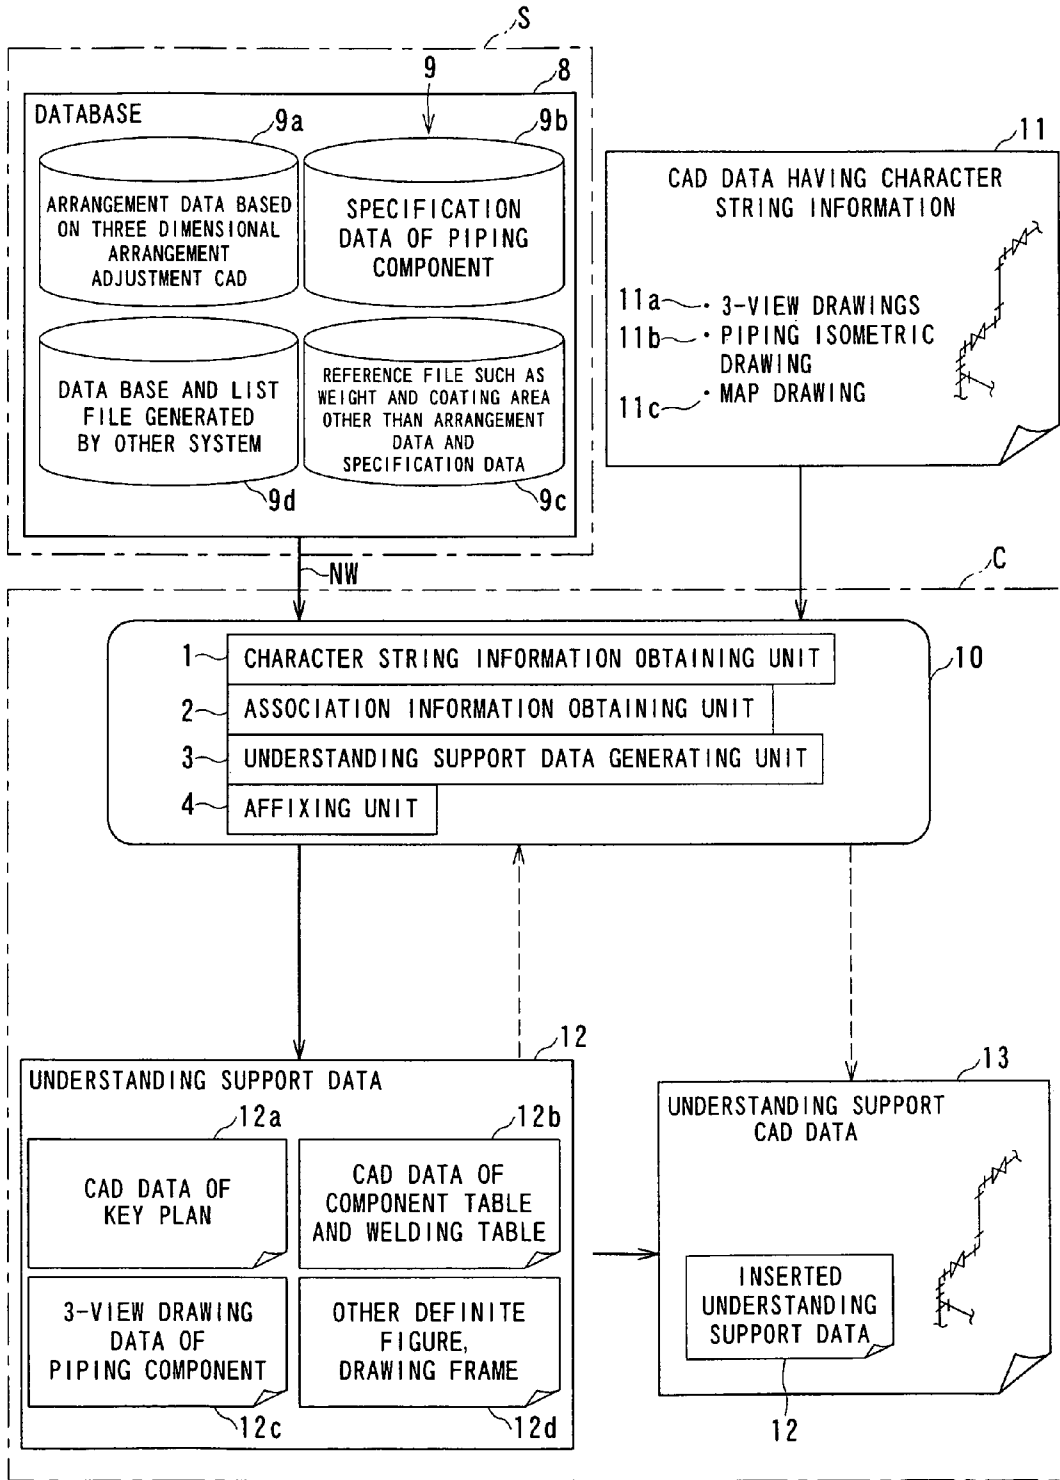 S
9
8
DATABASE
9a
9b
ARRANGEMENT DATA BASED
ON THREE DIMENSIONAL
ARRANGEMENT
ADJUSTMENT CAD
SPECIFICATION
DATA OF PIPING
COMPONENT
DATA BASE AND LIST
FILE GENERATED
BY OTHER SYSTEM
REFERENCE FILE SUCH AS
WEIGHT AND COATING AREA
OTHER THAN ARRANGEMENT
DATA AND
SPECIFICATION DATA
9d
9c
11
CAD DATA HAVING CHARACTER
STRING INFORMATION
11a
・3-VIEW DRAWINGS
11b
・PIPING ISOMETRIC
DRAWING
11c
・MAP DRAWING
NW
C
10
1
CHARACTER STRING INFORMATION OBTAINING UNIT
2
ASSOCIATION INFORMATION OBTAINING UNIT
3
UNDERSTANDING SUPPORT DATA GENERATING UNIT
4
AFFIXING UNIT
12
UNDERSTANDING SUPPORT DATA
12a
12b
CAD DATA OF
KEY PLAN
CAD DATA OF
COMPONENT TABLE
AND WELDING TABLE
3-VIEW DRAWING
DATA OF
PIPING COMPONENT
OTHER DEFINITE
FIGURE,
DRAWING FRAME
12c
12d
13
UNDERSTANDING SUPPORT
CAD DATA
INSERTED
UNDERSTANDING
SUPPORT DATA
12